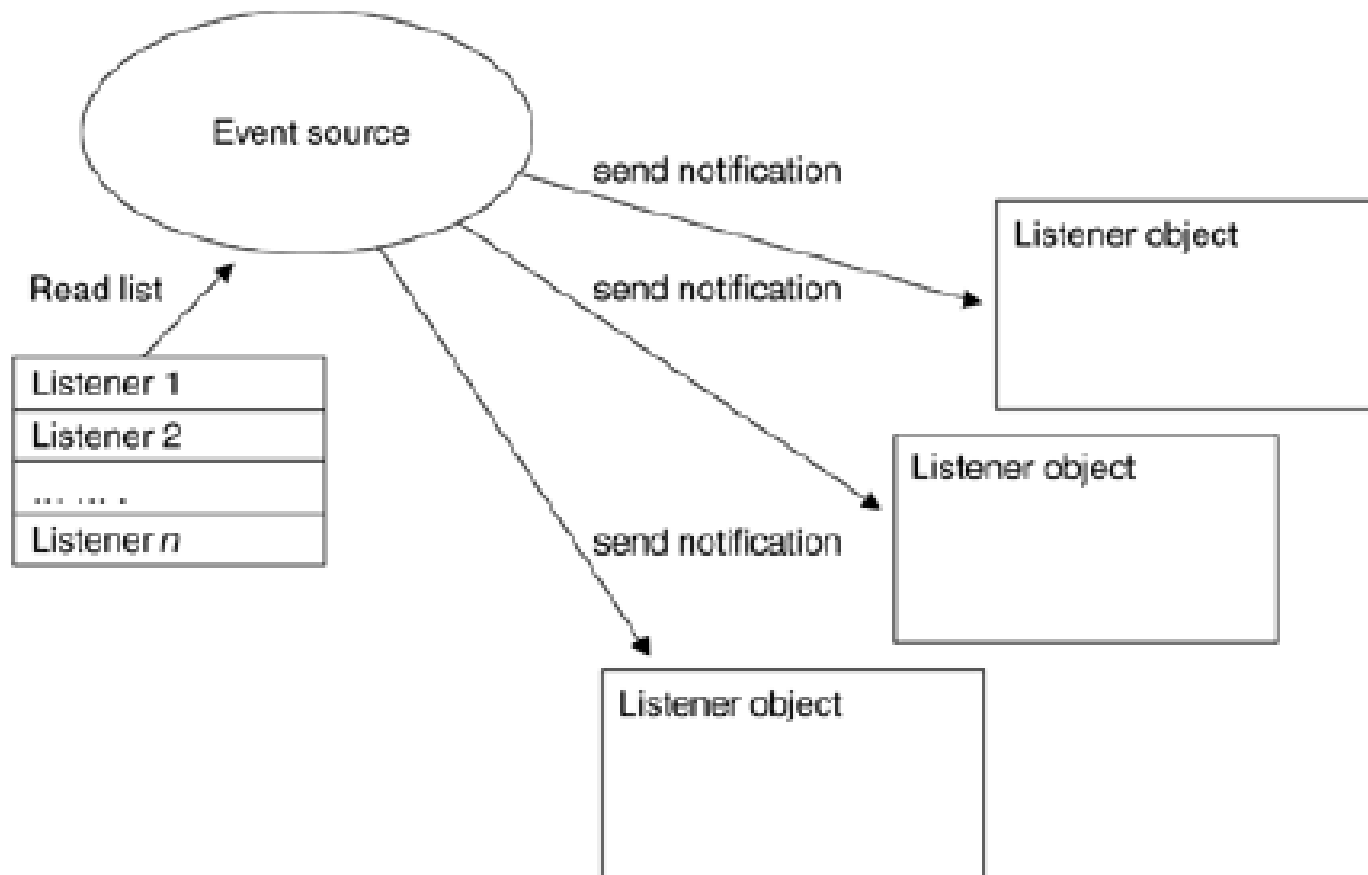 Event source
send notification
Listener object
Read list
send notification
Listener 1
Listener 2
Listener object
... ... .
Listener n
send notification
Listener object